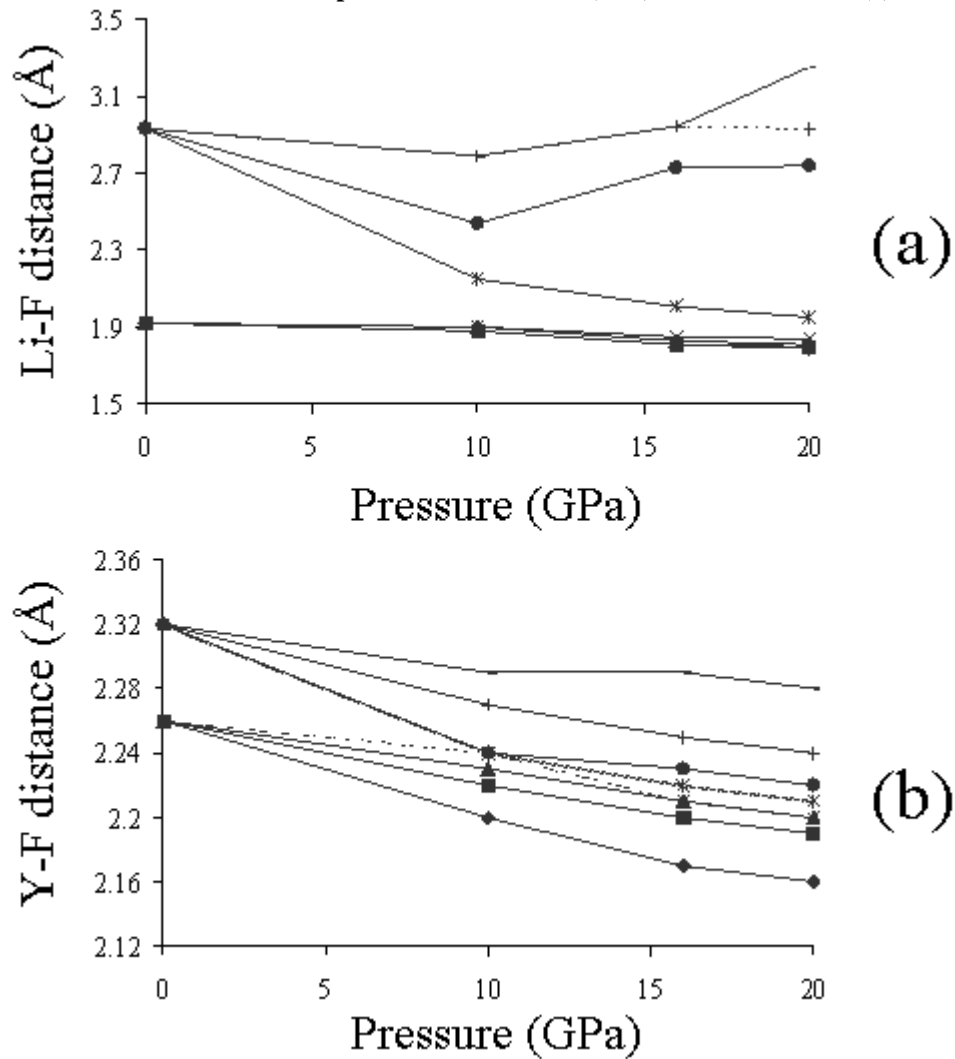 3.5
3.1
2.7
2.3
1.9
1.5
Li-F distance (Å)
0 5 10 15 20
Pressure (GPa)
(a)
2.36
2.32
2.28
2.24
2.2
2.16
2.12
Y-F distance (Å)
0 5 10 15 20
Pressure (GPa)
(b)